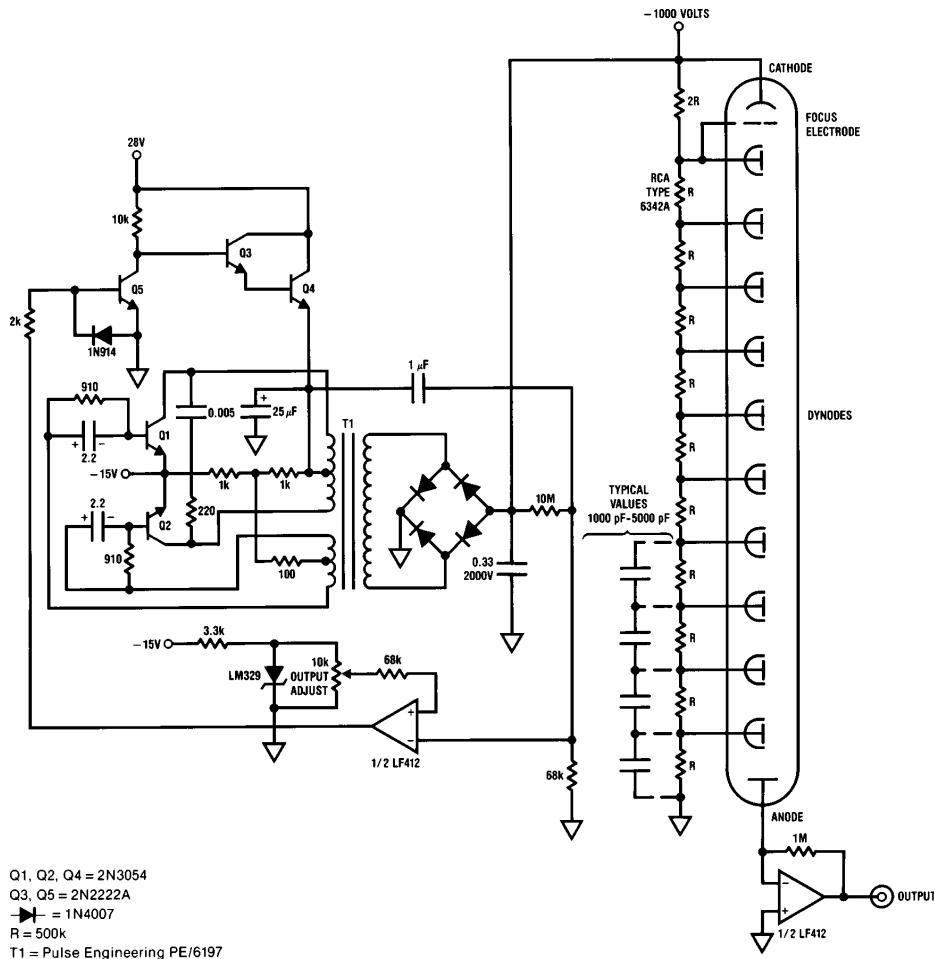 − 1000 VOLTS
CATHODE
2R
FOCUS
ELECTRODE
28V
RCA
TYPE
6342A
R
10k
Q3
R
Q5
Q4
R
2k
1N914
1 μF
R
910
0.005
+
25 μF
T1
R
DYNODES
Q1
+ −
2.2
−15V
1k
1k
R
2.2
+ −
Q2
220
10M
TYPICAL
VALUES
1000 pF-5000 pF
910
100
0.33
2000V
R
R
−15V
3.3k
LM329
10k
OUTPUT
ADJUST
68k
R
+
−
1/2 LF412
68k
R
ANODE
1M
−
+
OUTPUT
1/2 LF412
Q1, Q2, Q4 = 2N3054
Q3, Q5 = 2N2222A
= 1N4007
R = 500k
T1 = Pulse Engineering PE/6197